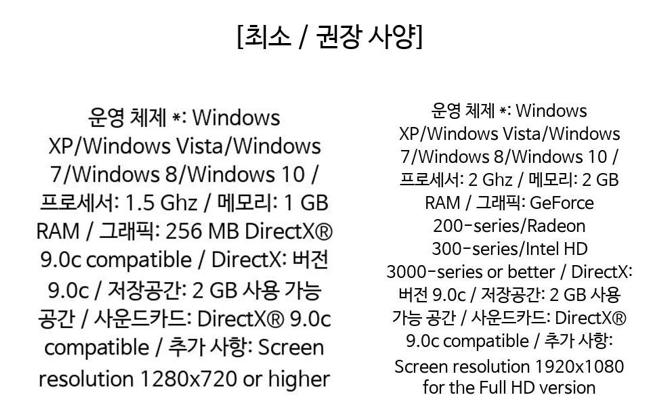 [최소 / 권장 사양]
운영 체제 *: Windows
XP/Windows Vista/Windows
7/Windows 8/Windows 10 /
프로세서: 1.5 Ghz / 메모리: 1 GB
RAM / 그래픽: 256 MB DirectX®
9.0c compatible / DirectX: 버전
9.0c / 저장공간: 2 GB 사용 가능
공간 / 사운드카드: DirectX® 9.0c
compatible / 추가 사항: Screen
resolution 1280x720 or higher
운영 체제 *: Windows
XP/Windows Vista/Windows
7/Windows 8/Windows 10 /
프로세서: 2 Ghz / 메모리: 2 GB
RAM / 그래픽: GeForce
200-series/Radeon
300-series/Intel HD
3000-series or better / DirectX:
버전 9.0c / 저장공간: 2 GB 사용
가능 공간 / 사운드카드: DirectX®
9.0c compatible / 추가 사항:
Screen resolution 1920x1080
for the Full HD version